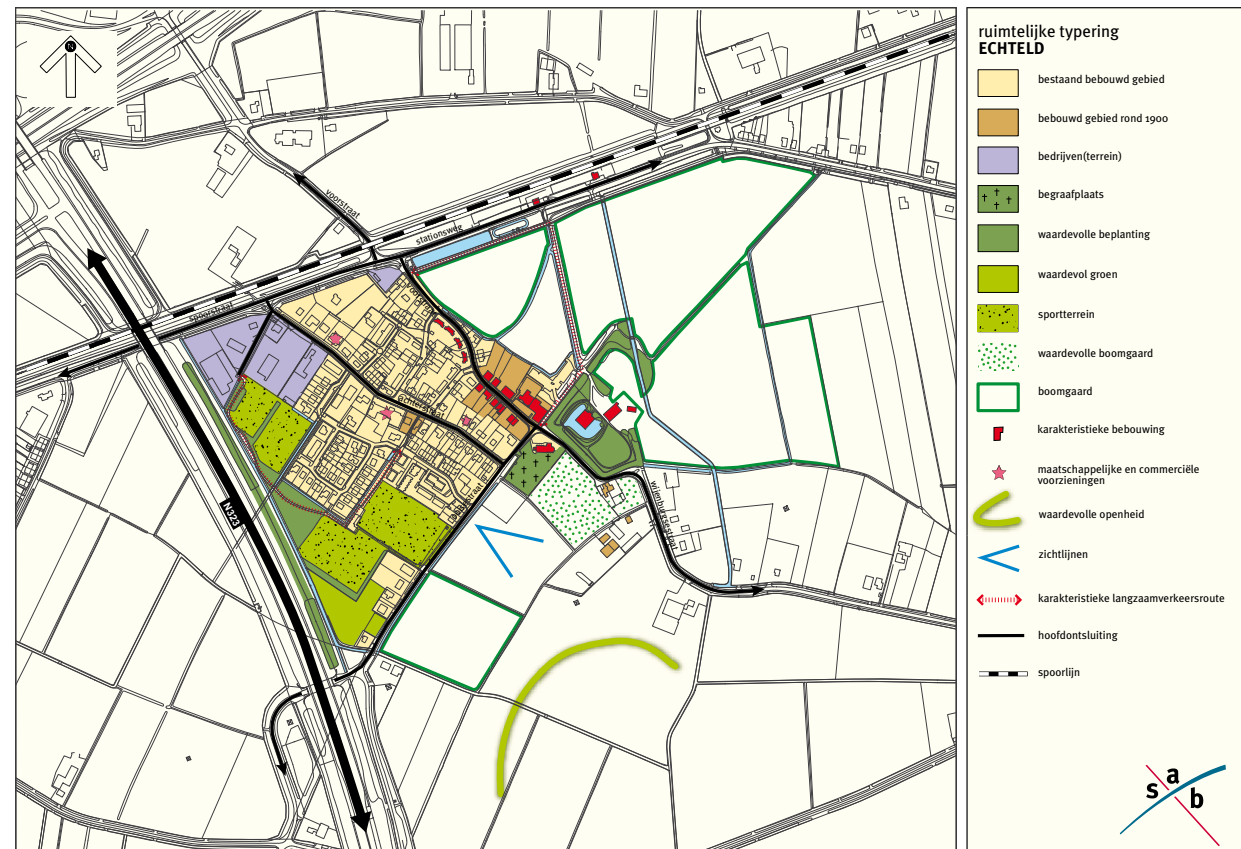 N
voorstraat
stationsweg
spoorstraat
achterstraat
N323
wijenburgsestraat
ruimtelijke typering
ECHTELD
bestaand bebouwd gebied
bebouwd gebied rond 1900
bedrijven(terrein)
begraafplaats
waardevolle beplanting
waardevol groen
sportterrein
waardevolle boomgaard
boomgaard
karakteristieke bebouwing
maatschappelijke en commerciële
voorzieningen
waardevolle openheid
zichtlijnen
karakteristieke langzaamverkeersroute
hoofdontsluiting
spoorlijn
s a b